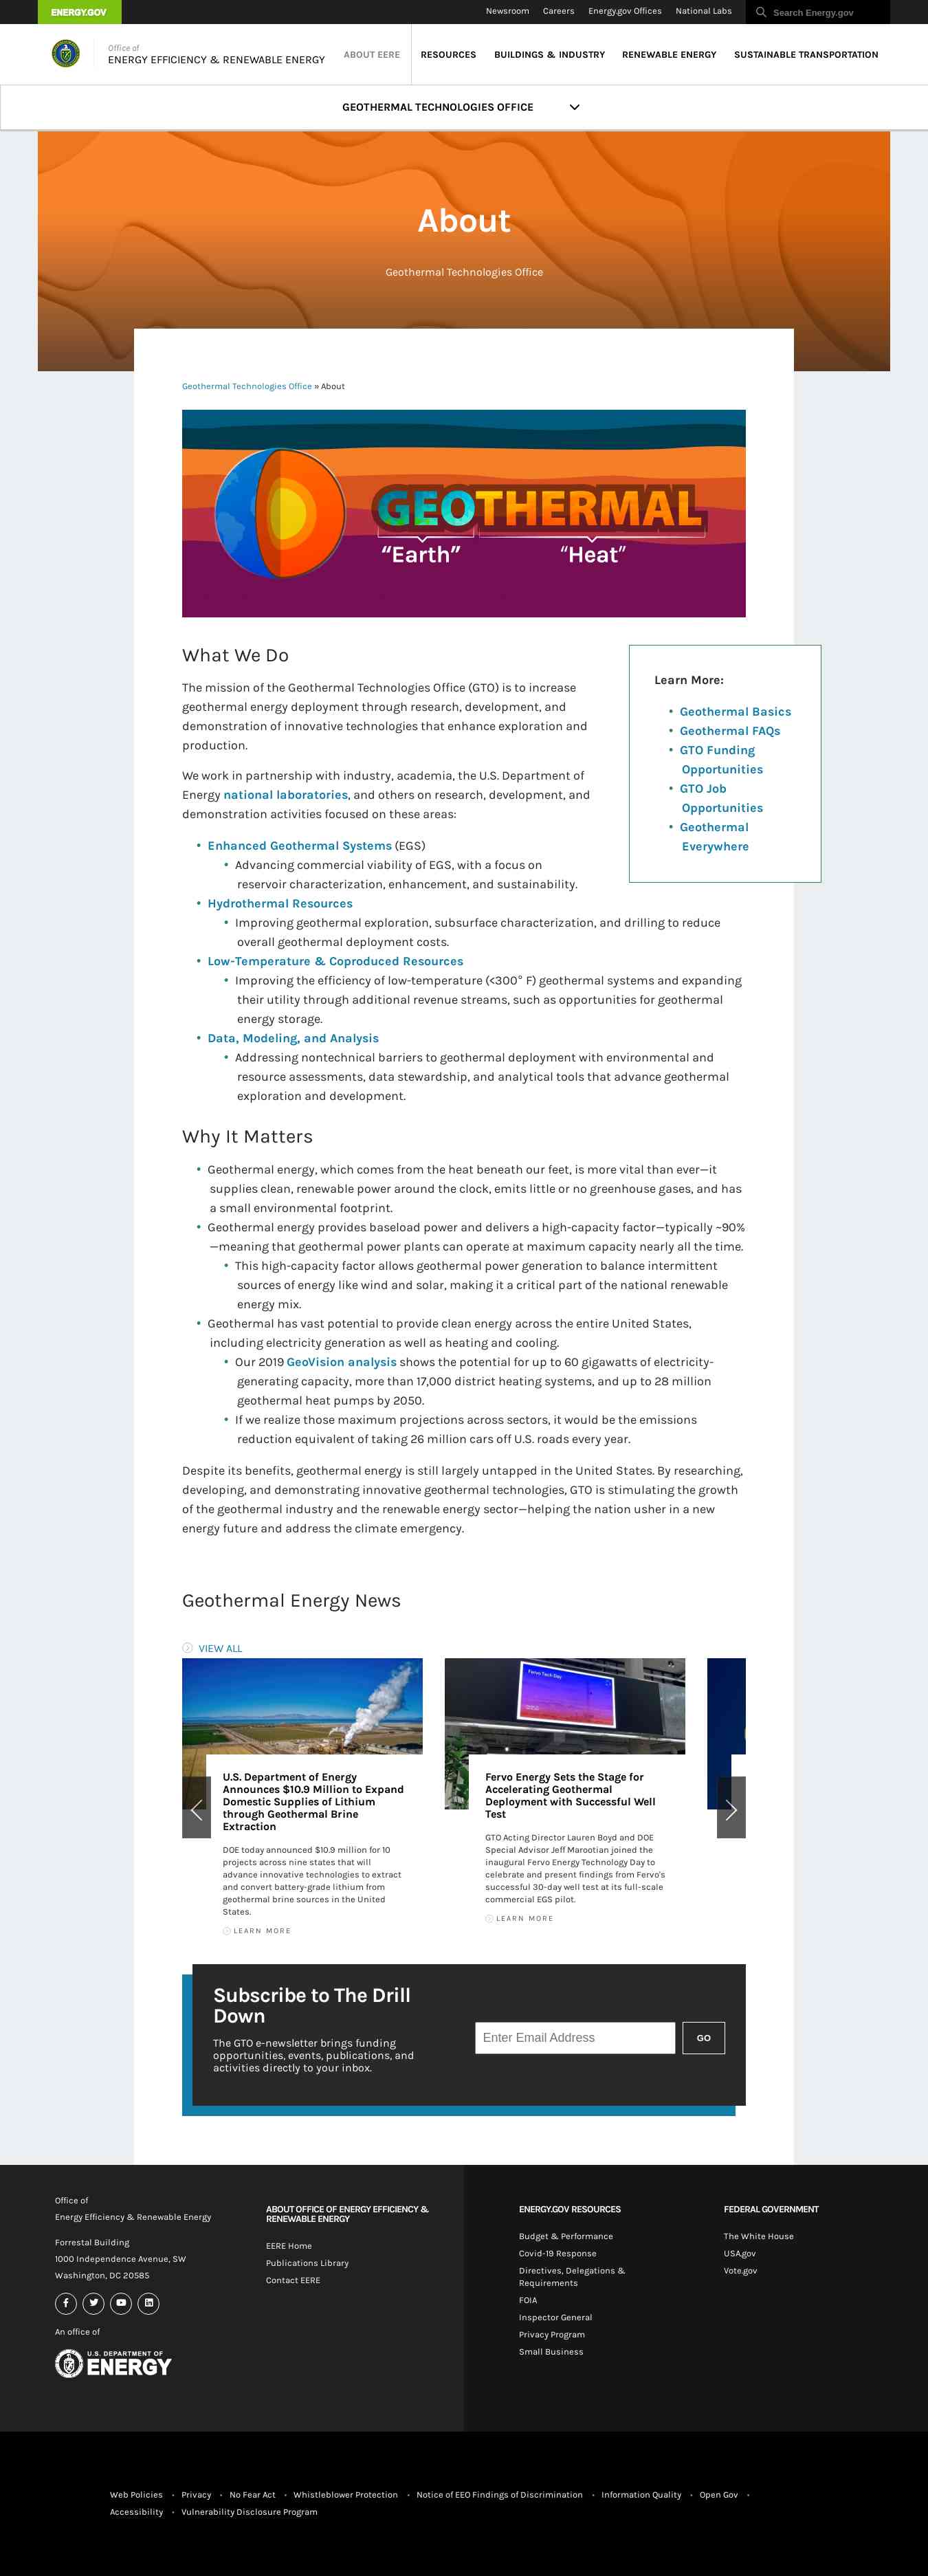 ENERGY.GOV
Newsroom Careers Energy.gov Offices National Labs Search Energy.gov
Office of
ENERGY EFFICIENCY & RENEWABLE ENERGY
ABOUT EERE RESOURCES BUILDINGS & INDUSTRY RENEWABLE ENERGY SUSTAINABLE TRANSPORTATION
GEOTHERMAL TECHNOLOGIES OFFICE
About
Geothermal Technologies Office
Geothermal Technologies Office » About
GEOTHERMAL
“Earth” “Heat”
What We Do
The mission of the Geothermal Technologies Office (GTO) is to increase
geothermal energy deployment through research, development, and
demonstration of innovative technologies that enhance exploration and
production.
We work in partnership with industry, academia, the U.S. Department of
Energy national laboratories, and others on research, development, and
demonstration activities focused on these areas:
Learn More:
• Geothermal Basics
• Geothermal FAQs
• GTO Funding
Opportunities
• GTO Job
Opportunities
• Geothermal
Everywhere
• Enhanced Geothermal Systems (EGS)
• Advancing commercial viability of EGS, with a focus on
reservoir characterization, enhancement, and sustainability.
• Hydrothermal Resources
• Improving geothermal exploration, subsurface characterization, and drilling to reduce
overall geothermal deployment costs.
• Low-Temperature & Coproduced Resources
• Improving the efficiency of low-temperature (<300° F) geothermal systems and expanding
their utility through additional revenue streams, such as opportunities for geothermal
energy storage.
• Data, Modeling, and Analysis
• Addressing nontechnical barriers to geothermal deployment with environmental and
resource assessments, data stewardship, and analytical tools that advance geothermal
exploration and development.
Why It Matters
• Geothermal energy, which comes from the heat beneath our feet, is more vital than ever—it
supplies clean, renewable power around the clock, emits little or no greenhouse gases, and has
a small environmental footprint.
• Geothermal energy provides baseload power and delivers a high-capacity factor—typically ~90%
—meaning that geothermal power plants can operate at maximum capacity nearly all the time.
• This high-capacity factor allows geothermal power generation to balance intermittent
sources of energy like wind and solar, making it a critical part of the national renewable
energy mix.
• Geothermal has vast potential to provide clean energy across the entire United States,
including electricity generation as well as heating and cooling.
• Our 2019 GeoVision analysis shows the potential for up to 60 gigawatts of electricity-
generating capacity, more than 17,000 district heating systems, and up to 28 million
geothermal heat pumps by 2050.
• If we realize those maximum projections across sectors, it would be the emissions
reduction equivalent of taking 26 million cars off U.S. roads every year.
Despite its benefits, geothermal energy is still largely untapped in the United States. By researching,
developing, and demonstrating innovative geothermal technologies, GTO is stimulating the growth
of the geothermal industry and the renewable energy sector—helping the nation usher in a new
energy future and address the climate emergency.
Geothermal Energy News
VIEW ALL
U.S. Department of Energy
Announces $10.9 Million to Expand
Domestic Supplies of Lithium
through Geothermal Brine
Extraction
DOE today announced $10.9 million for 10
projects across nine states that will
advance innovative technologies to extract
and convert battery-grade lithium from
geothermal brine sources in the United
States.
LEARN MORE
Fervo Tech Day
Fervo Energy Sets the Stage for
Accelerating Geothermal
Deployment with Successful Well
Test
GTO Acting Director Lauren Boyd and DOE
Special Advisor Jeff Marootian joined the
inaugural Fervo Energy Technology Day to
celebrate and present findings from Fervo's
successful 30-day well test at its full-scale
commercial EGS pilot.
LEARN MORE
Subscribe to The Drill
Down
The GTO e-newsletter brings funding
opportunities, events, publications, and
activities directly to your inbox.
Enter Email Address GO
Office of
Energy Efficiency & Renewable Energy
Forrestal Building
1000 Independence Avenue, SW
Washington, DC 20585
An office of
U.S. DEPARTMENT OF
ENERGY
ABOUT OFFICE OF ENERGY EFFICIENCY &
RENEWABLE ENERGY
EERE Home
Publications Library
Contact EERE
ENERGY.GOV RESOURCES
Budget & Performance
Covid-19 Response
Directives, Delegations &
Requirements
FOIA
Inspector General
Privacy Program
Small Business
FEDERAL GOVERNMENT
The White House
USA.gov
Vote.gov
Web Policies • Privacy • No Fear Act • Whistleblower Protection • Notice of EEO Findings of Discrimination • Information Quality • Open Gov •
Accessibility • Vulnerability Disclosure Program